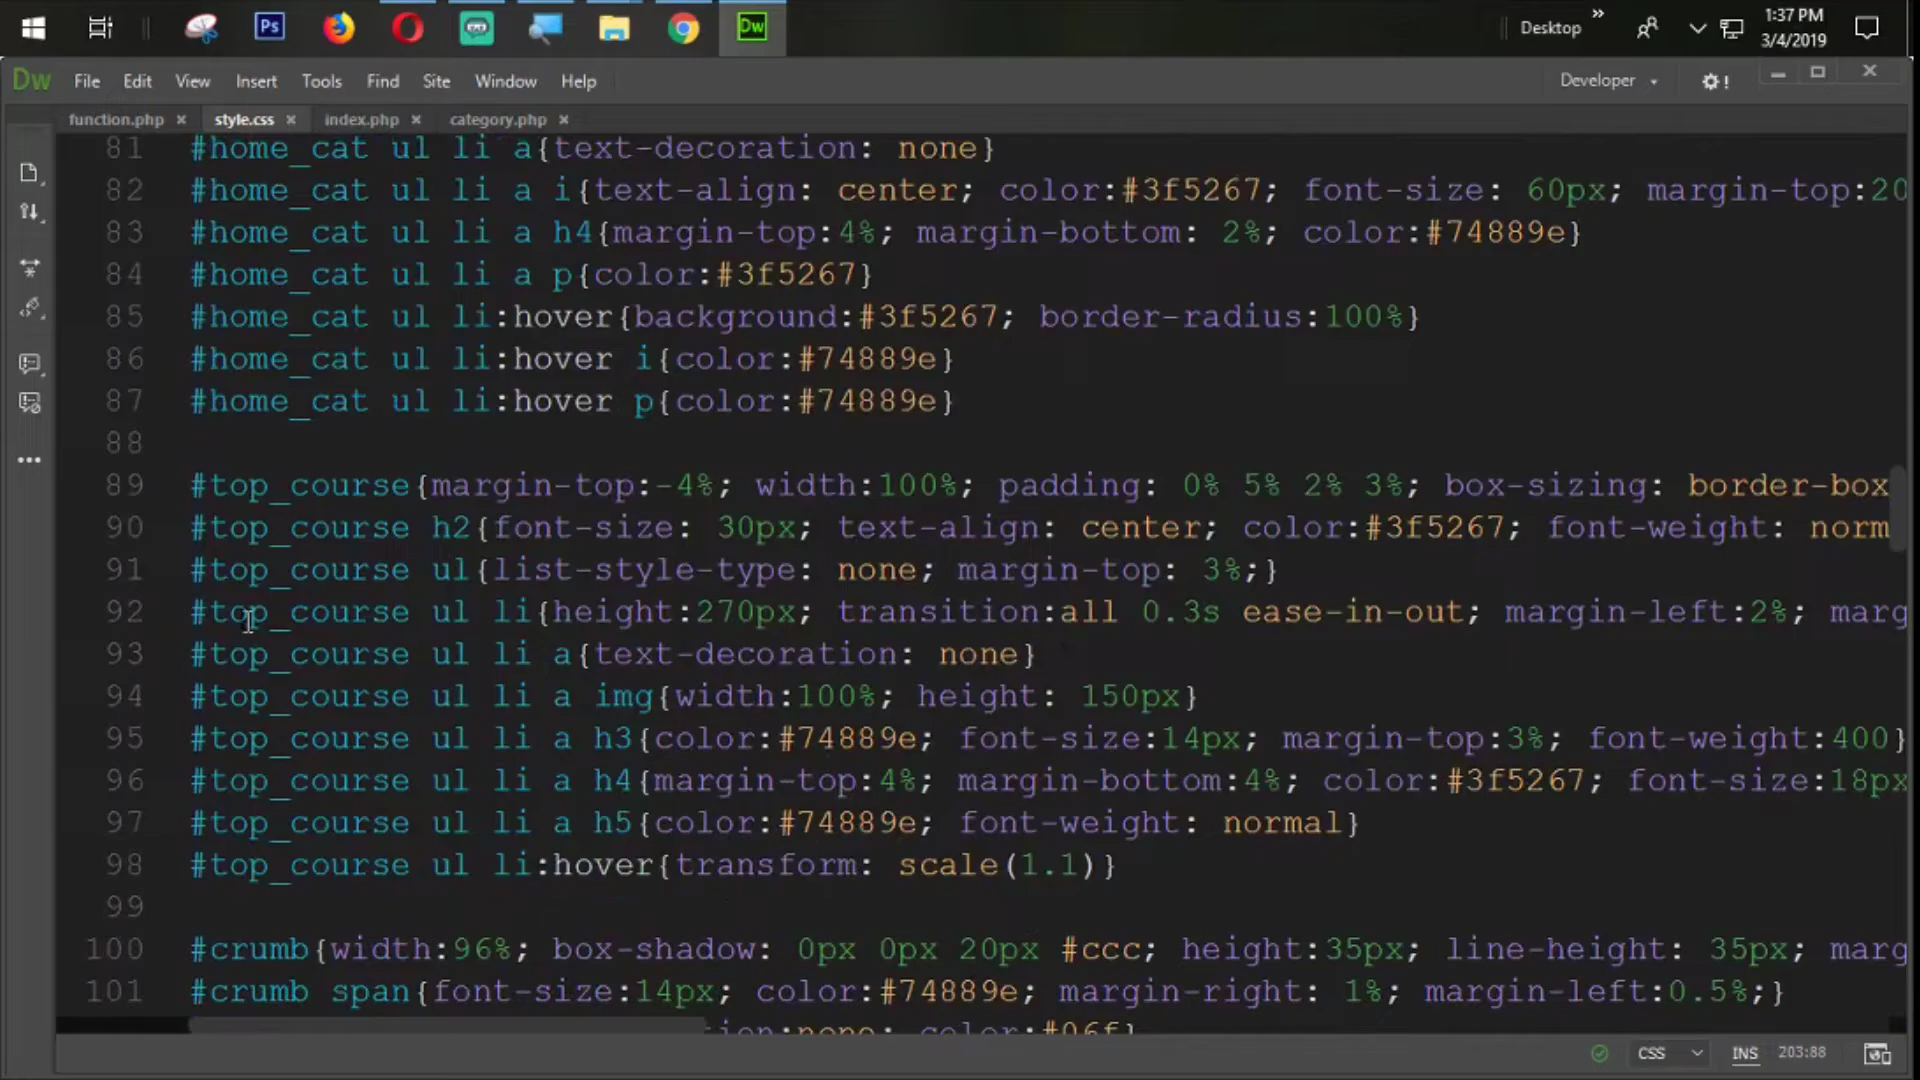 Ps
Dw
Desktop
»
1:37 PM
3/4/2019
Dw File Edit View Insert Tools Find Site Window Help
Developer
function.php × style.css × index.php × category.php ×
81 #home_cat ul li a{text-decoration: none}
82 #home_cat ul li a i{text-align: center; color:#3f5267; font-size: 60px; margin-top:20
83 #home_cat ul li a h4{margin-top:4%; margin-bottom: 2%; color:#74889e}
84 #home_cat ul li a p{color:#3f5267}
85 #home_cat ul li:hover{background:#3f5267; border-radius:100%}
86 #home_cat ul li:hover i{color:#74889e}
87 #home_cat ul li:hover p{color:#74889e}
88
89 #top_course{margin-top:-4%; width:100%; padding: 0% 5% 2% 3%; box-sizing: border-box
90 #top_course h2{font-size: 30px; text-align: center; color:#3f5267; font-weight: norm
91 #top_course ul{list-style-type: none; margin-top: 3%;}
92 #top_course ul li{height:270px; transition:all 0.3s ease-in-out; margin-left:2%; marg
93 #top_course ul li a{text-decoration: none}
94 #top_course ul li a img{width:100%; height: 150px}
95 #top_course ul li a h3{color:#74889e; font-size:14px; margin-top:3%; font-weight:400}
96 #top_course ul li a h4{margin-top:4%; margin-bottom:4%; color:#3f5267; font-size:18px
97 #top_course ul li a h5{color:#74889e; font-weight: normal}
98 #top_course ul li:hover{transform: scale(1.1)}
99
100 #crumb{width:96%; box-shadow: 0px 0px 20px #ccc; height:35px; line-height: 35px; marg
101 #crumb span{font-size:14px; color:#74889e; margin-right: 1%; margin-left:0.5%;}
ion:none; color:#06f}
CSS INS 203:88